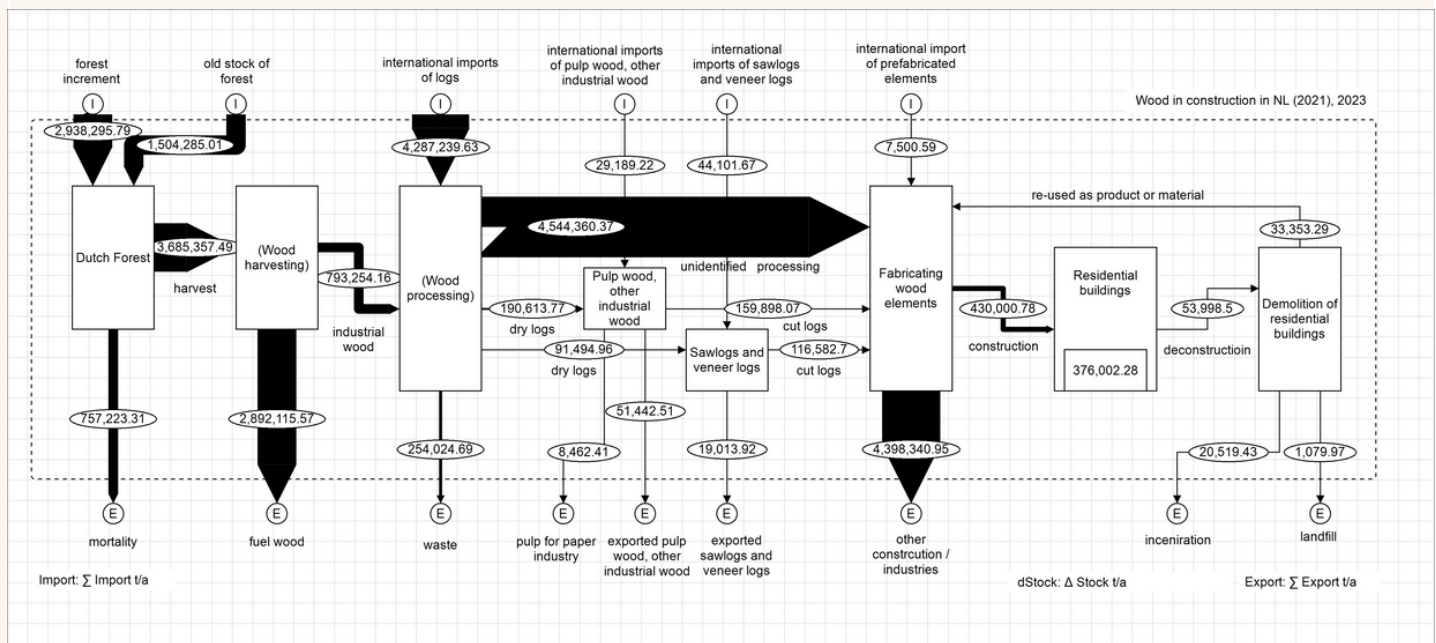 forest
increment
old stock of
forest
international imports
of logs
international imports
of pulp wood, other
industrial wood
international
imports of sawlogs
and veneer logs
international import
of prefabricated
elements
I
I
I
I
I
I
Wood in construction in NL (2021), 2023
2,938,295.79
1,504,285.01
4,287,239.63
29,189.22
44,101.67
7,500.59
re-used as product or material
4,544,360.37
33,353.29
Dutch Forest
3,685,357.49
harvest
(Wood
harvesting)
793,254.16
industrial
wood
(Wood
processing)
unidentified processing
190,613.77
dry logs
Pulp wood,
other
industrial
wood
159,898.07
cut logs
91,494.96
dry logs
Sawlogs and
veneer logs
116,582.7
cut logs
Fabricating
wood
elements
430,000.78
construction
Residential
buildings
376,002.28
53,998.5
deconstructioin
Demolition of
residential
buildings
757,223.31
2,892,115.57
254,024.69
8,462.41
51,442.51
19,013.92
4,398,340.95
20,519.43
1,079.97
E
E
E
E
E
E
E
E
E
mortality
fuel wood
waste
pulp for paper
industry
exported pulp
wood, other
industrial wood
exported
sawlogs and
veneer logs
other
constrcution /
industries
inceniration
landfill
Import: ∑ Import t/a
dStock: Δ Stock t/a
Export: ∑ Export t/a